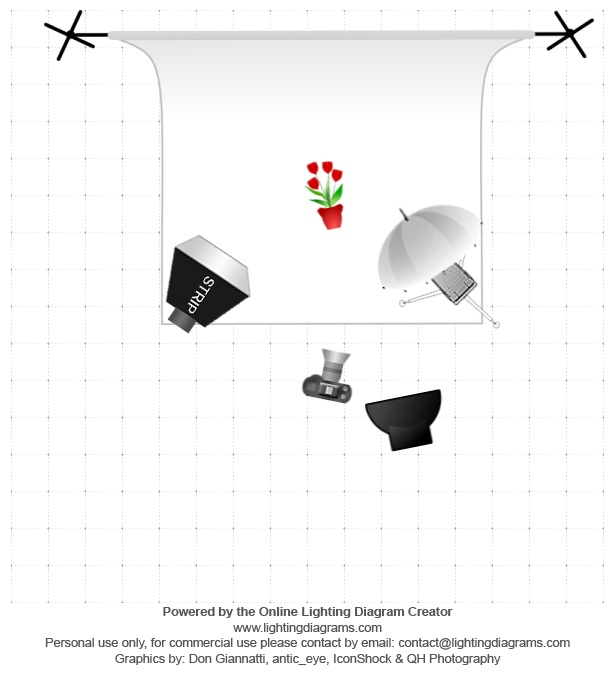 STRIP
Powered by the Online Lighting Diagram Creator
www.lightingdiagrams.com
Personal use only, for commercial use please contact by email: contact@lightingdiagrams.com
Graphics by: Don Giannatti, antic_eye, IconShock & QH Photography